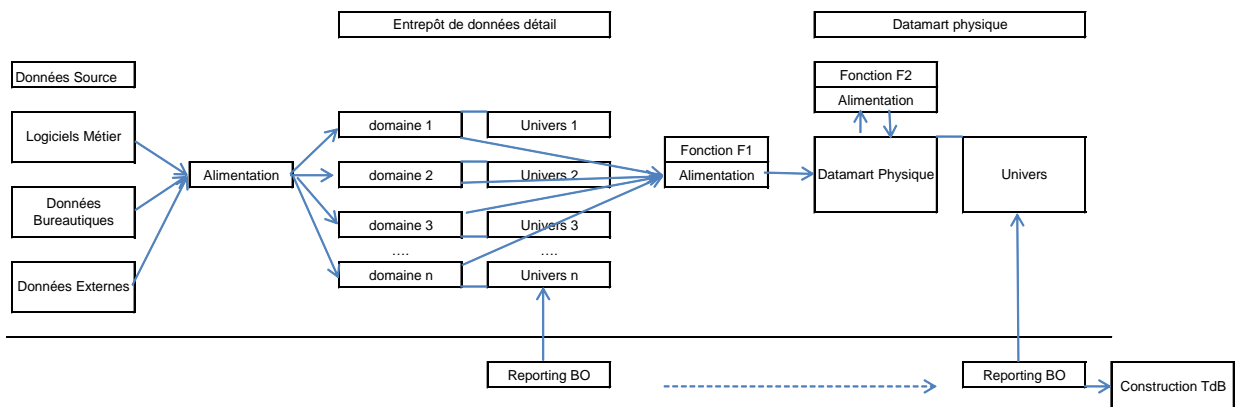 Entrepôt de données détail
Datamart physique
Données Source
Fonction F2
Alimentation
Logiciels Métier
domaine 1
Univers 1
Fonction F1
Alimentation
domaine 2
Univers 2
Alimentation
Datamart Physique
Univers
Données
Bureautiques
domaine 3
Univers 3
....
....
Données Externes
domaine n
Univers n
Reporting BO
Reporting BO
Construction TdB